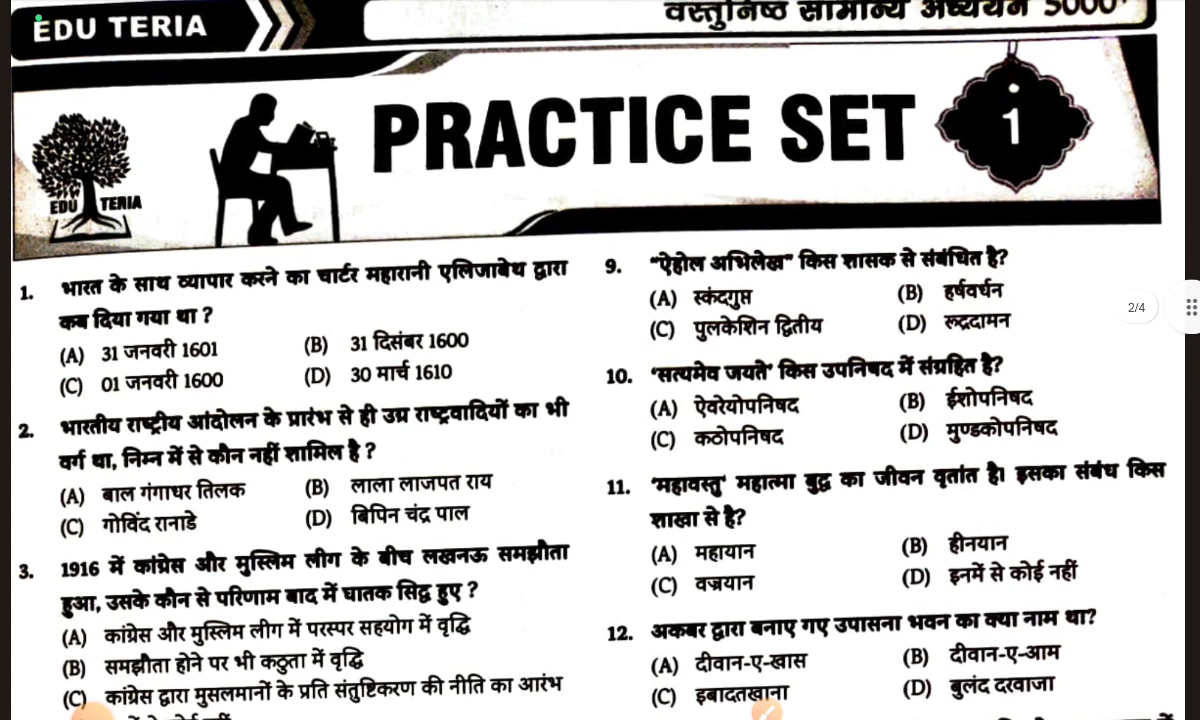 EDU TERIA
वस्तुनिष्ठ सामान्य अध्ययन 5000+
EDU TERIA
PRACTICE SET
1
1. भारत के साथ व्यापार करने का चार्टर महारानी एलिजाबेथ द्वारा
कब दिया गया था ?
(A) 31 जनवरी 1601 (B) 31 दिसंबर 1600
(C) 01 जनवरी 1600 (D) 30 मार्च 1610
2. भारतीय राष्ट्रीय आंदोलन के प्रारंभ से ही उग्र राष्ट्रवादियों का भी
वर्ग था, निम्न में से कौन नहीं शामिल है ?
(A) बाल गंगाधर तिलक (B) लाला लाजपत राय
(C) गोविंद रानाडे (D) बिपिन चंद्र पाल
3. 1916 में कांग्रेस और मुस्लिम लीग के बीच लखनऊ समझौता
हुआ, उसके कौन से परिणाम बाद में घातक सिद्ध हुए ?
(A) कांग्रेस और मुस्लिम लीग में परस्पर सहयोग में वृद्धि
(B) समझौता होने पर भी कठुता में वृद्धि
(C) कांग्रेस द्वारा मुसलमानों के प्रति संतुष्टिकरण की नीति का आरंभ
9. “ऐहोल अभिलेख” किस शासक से संबंधित है?
(A) स्कंदगुप्त (B) हर्षवर्धन
(C) पुलकेशिन द्वितीय (D) रूद्रदामन
10. ‘सत्यमेव जयते’ किस उपनिषद में संग्रहित है?
(A) ऐवरेयोपनिषद (B) ईशोपनिषद
(C) कठोपनिषद (D) मुण्डकोपनिषद
11. ‘महावस्तु’ महात्मा बुद्ध का जीवन वृतांत है। इसका संबंध किस
शाखा से है?
(A) महायान (B) हीनयान
(C) वज्रयान (D) इनमें से कोई नहीं
12. अकबर द्वारा बनाए गए उपासना भवन का क्या नाम था?
(A) दीवान-ए-खास (B) दीवान-ए-आम
(C) इबादतखाना (D) बुलंद दरवाजा
2/4